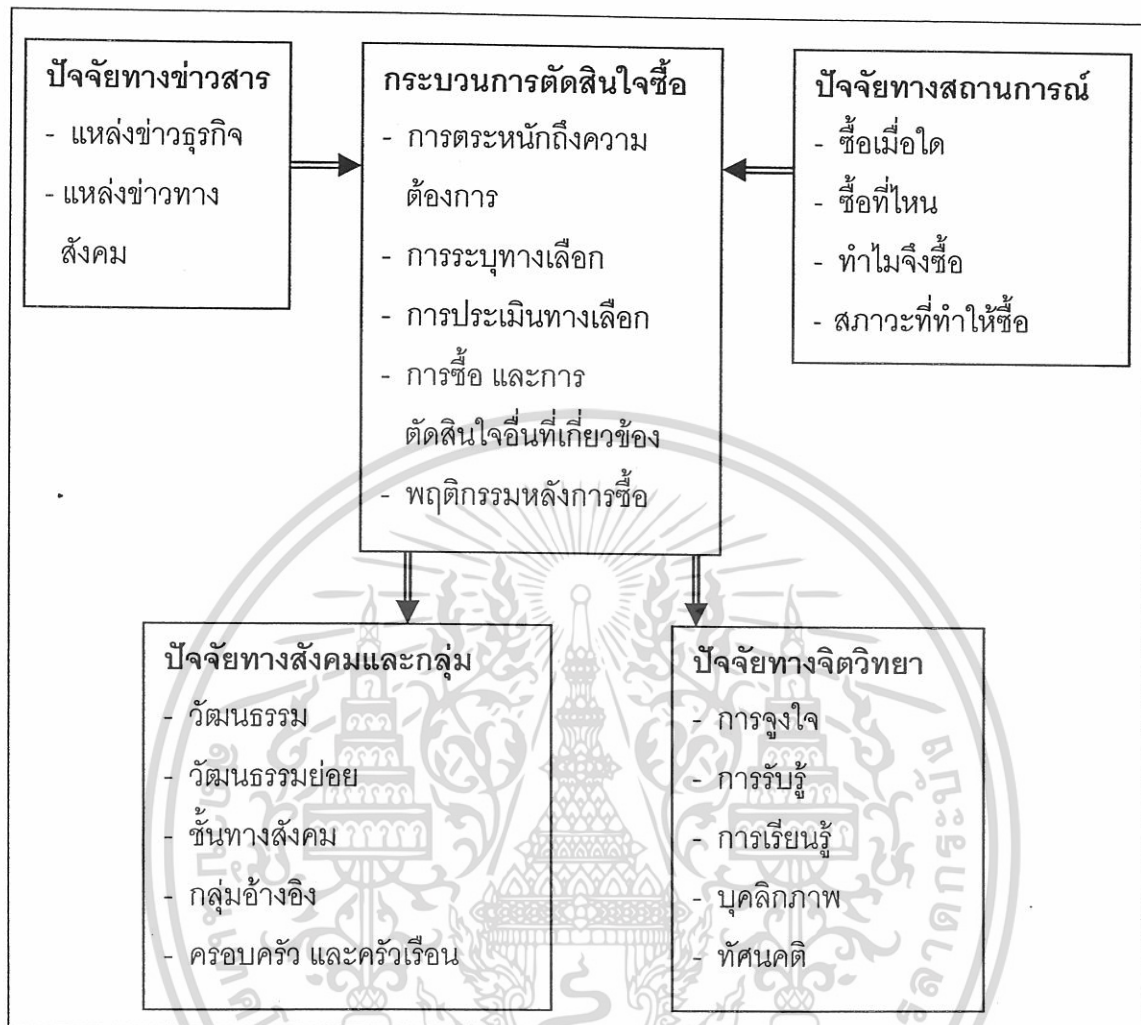 ปัจจัยทางข่าวสาร
- แหล่งข่าวธุรกิจ
- แหล่งข่าวทาง
สังคม
กระบวนการตัดสินใจซื้อ
- การตระหนักถึงความ
ต้องการ
- การระบุทางเลือก
- การประเมินทางเลือก
- การซื้อ และการ
ตัดสินใจอื่นที่เกี่ยวข้อง
- พฤติกรรมหลังการซื้อ
ปัจจัยทางสถานการณ์
- ซื้อเมื่อใด
- ซื้อที่ไหน
- ทำไมจึงซื้อ
- สภาวะที่ทำให้ซื้อ
ปัจจัยทางสังคมและกลุ่ม
- วัฒนธรรม
- วัฒนธรรมย่อย
- ชั้นทางสังคม
- กลุ่มอ้างอิง
- ครอบครัว และครัวเรือน
ปัจจัยทางจิตวิทยา
- การจูงใจ
- การรับรู้
- การเรียนรู้
- บุคลิกภาพ
- ทัศนคติ